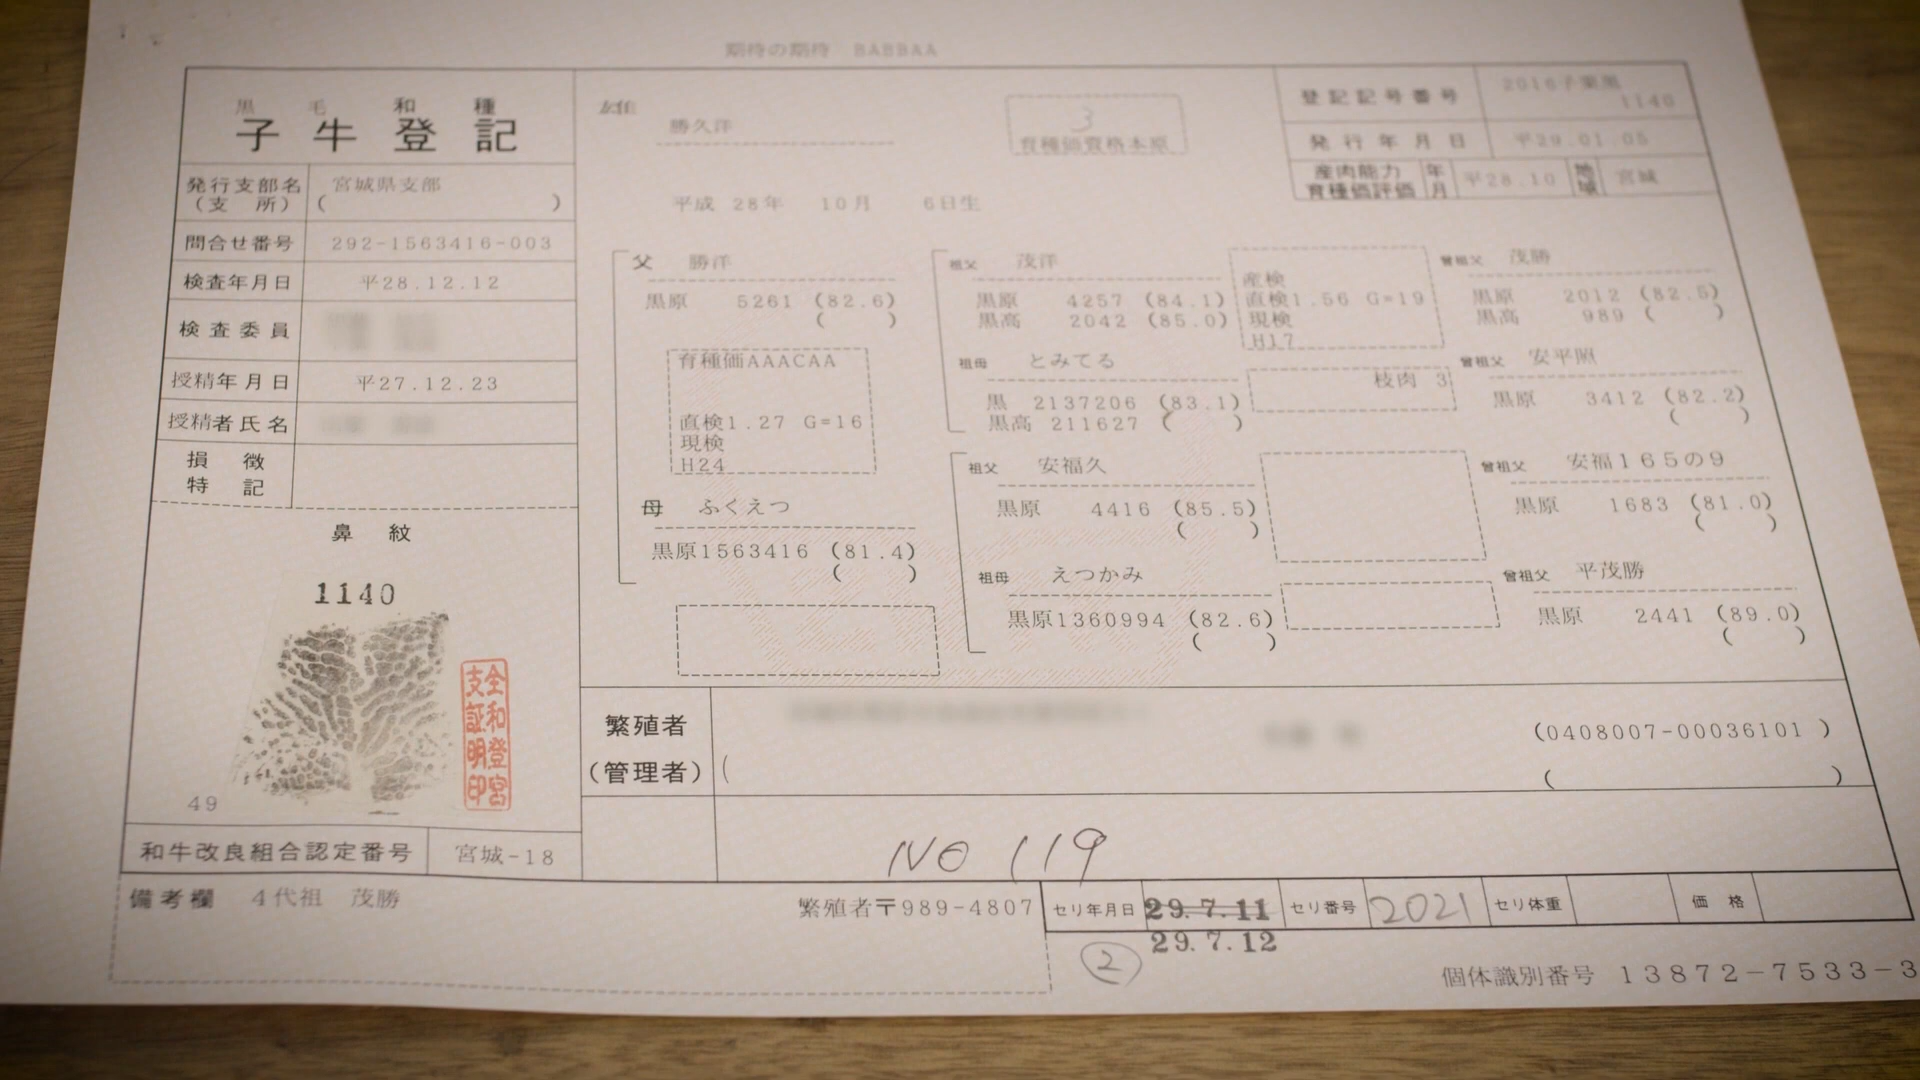 期待の期待 BABBAA
黒毛和種
子牛登記
発行支部名 宮城県支部
(支 所) ( )
問合せ番号 292-1563416-003
検査年月日 平28.12.12
検査委員
授精年月日 平27.12.23
授精者氏名
損徴
特記
鼻紋
1140
49
全和登宮
支証明印
和牛改良組合認定番号 宮城-18
勝久洋
3
育種価資格本原
平成 28年 10月 6日生
登記記号番号
1140
発行年月日 平29.01.05
産肉能力 年 平28.10 地 宮城
育種価評価 月 域
父 勝洋
黒原 5261 (82.6)
( )
育種価AAACAA
直検1.27 G=16
現検
H24
母 ふくえつ
黒原1563416 (81.4)
( )
祖父 茂洋
黒原 4257 (84.1)
黒高 2042 (85.0)
産検
直検1.56 G=19
現検
H17
祖母 とみてる
黒 2137206 (83.1)
黒高 211627 ( )
枝肉 3
祖父 安福久
黒原 4416 (85.5)
( )
祖母 えつかみ
黒原1360994 (82.6)
( )
曾祖父 茂勝
黒原 2012 (82.5)
黒高 989 ( )
曾祖父 安平照
黒原 3412 (82.2)
( )
曾祖父 安福165の9
黒原 1683 (81.0)
( )
曾祖父 平茂勝
黒原 2441 (89.0)
( )
繁殖者 (0408007-00036101 )
(管理者) ( ( )
NO 119
備考欄 4代祖 茂勝
繁殖者〒989-4807
セリ年月日 29.7.11 セリ番号 2021 セリ体重 価格
29.7.12
2
個体識別番号 13872-7533-3